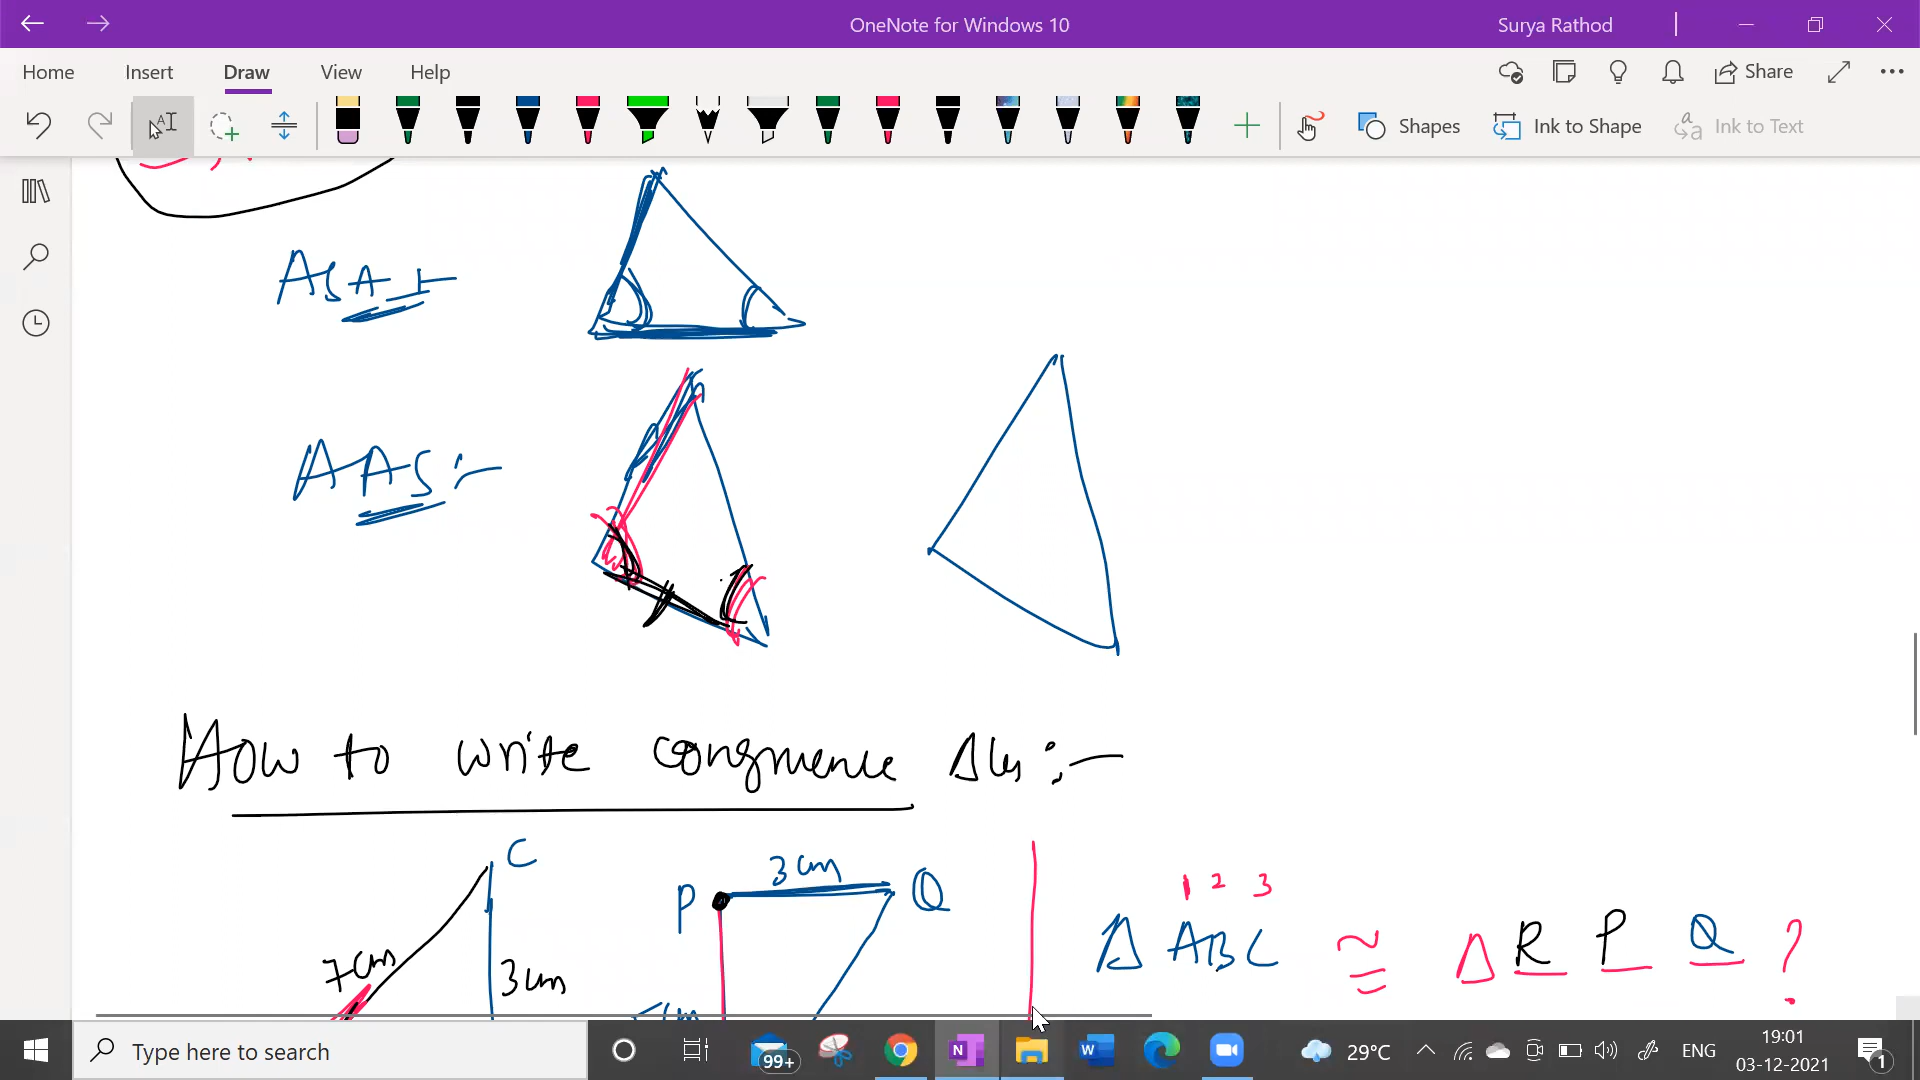 OneNote for Windows 10
Surya Rathod
Home Insert Draw View Help
Share
Shapes Ink to Shape Ink to Text
ASA :-
AAS :-
How to write congruence Δles :-
C
7cm
3cm
P 3cm Q
1 2 3
Δ ABC ≅ Δ R P Q ?
Type here to search
99+
29°C
ENG
19:01
03-12-2021
1